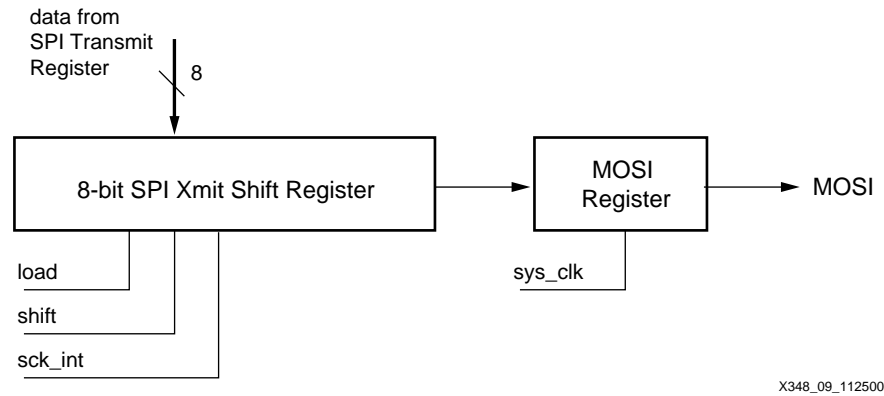 data from
SPI Transmit
Register
8
8-bit SPI Xmit Shift Register
MOSI
Register
MOSI
load
shift
sck_int
sys_clk
X348_09_112500